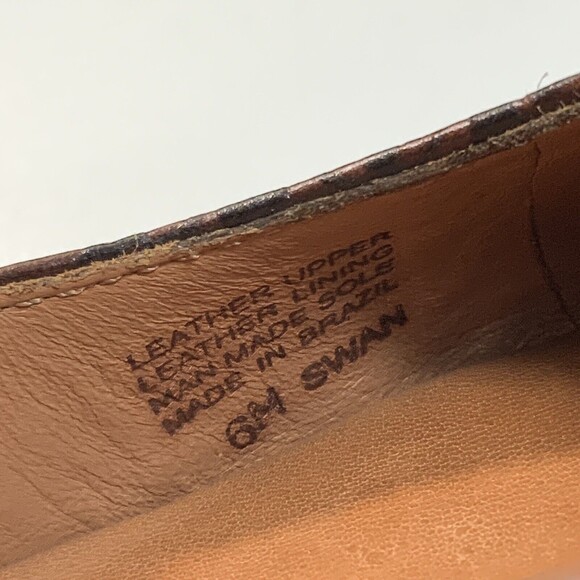 LEATHER UPPER
LEATHER LINING
MAN MADE SOLE
MADE IN BRAZIL
6M SWAN